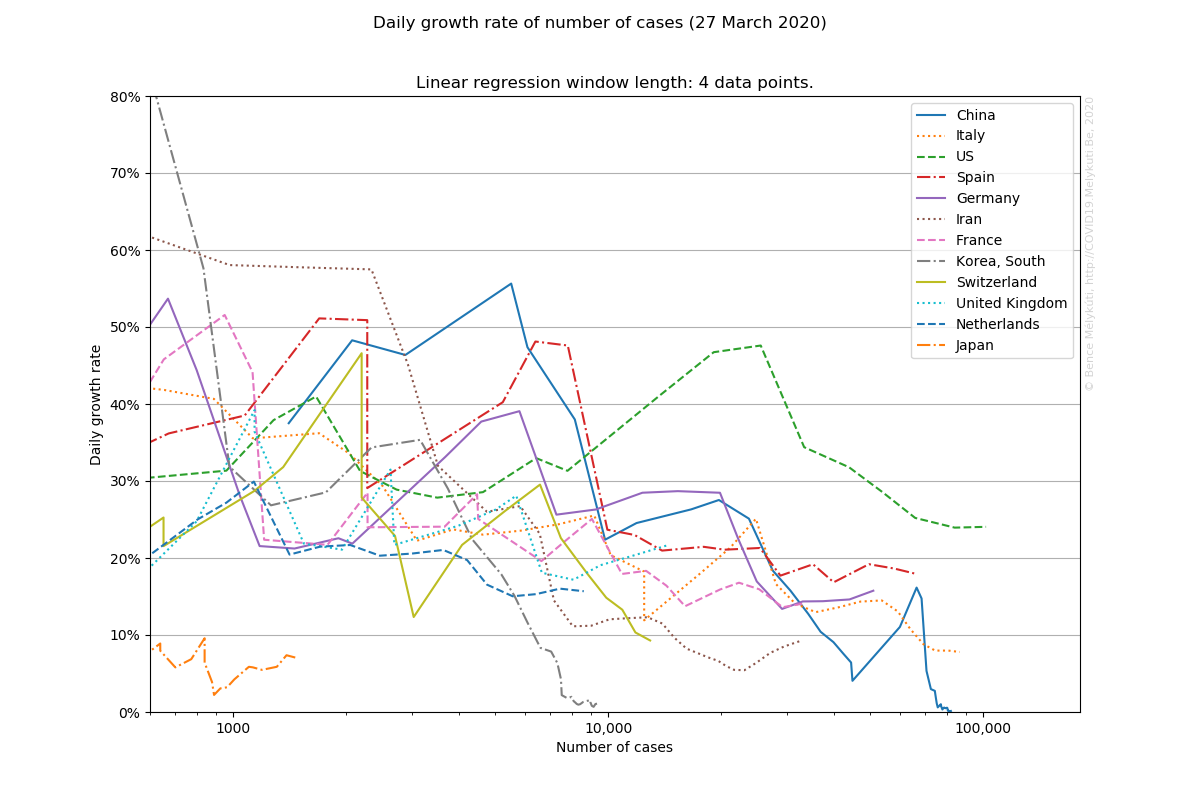 Daily growth rate of number of cases (27 March 2020)
Linear regression window length: 4 data points.
80%
70%
60%
50%
40%
30%
20%
10%
0%
Daily growth rate
China
Italy
US
Spain
Germany
Iran
France
Korea, South
Switzerland
United Kingdom
Netherlands
Japan
© Bence Melykuti, http://COVID19.Melykuti.Be, 2020
1000
10,000
100,000
Number of cases